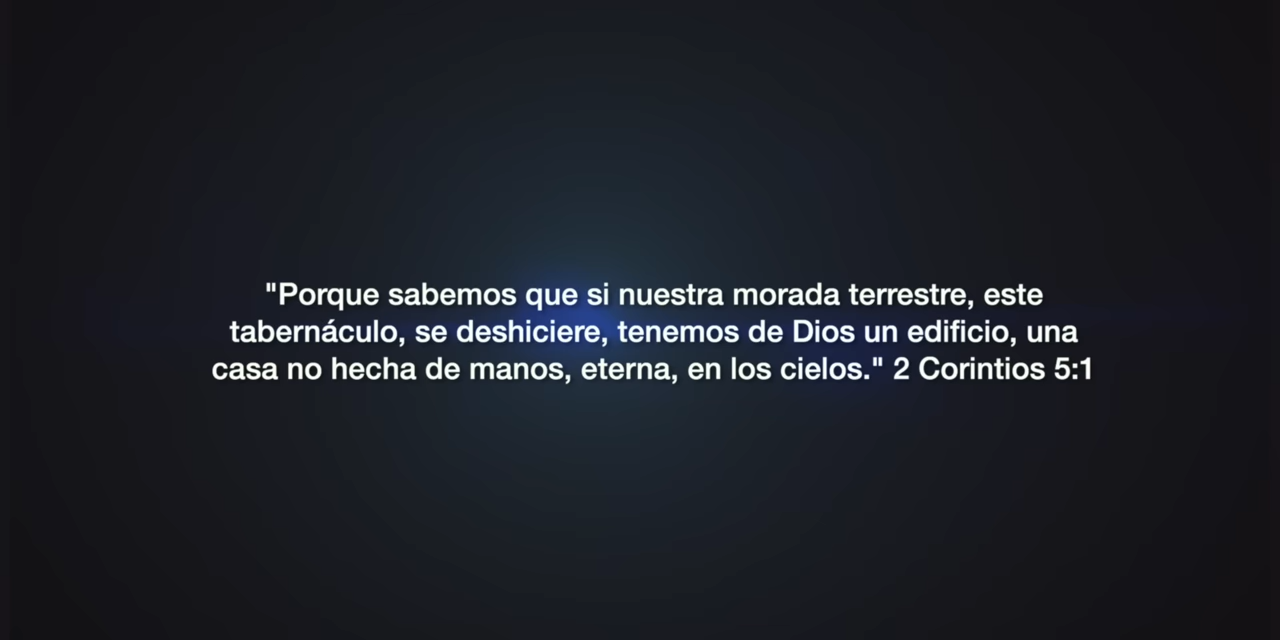 "Porque sabemos que si nuestra morada terrestre, este
tabernáculo, se deshiciere, tenemos de Dios un edificio, una
casa no hecha de manos, eterna, en los cielos." 2 Corintios 5:1